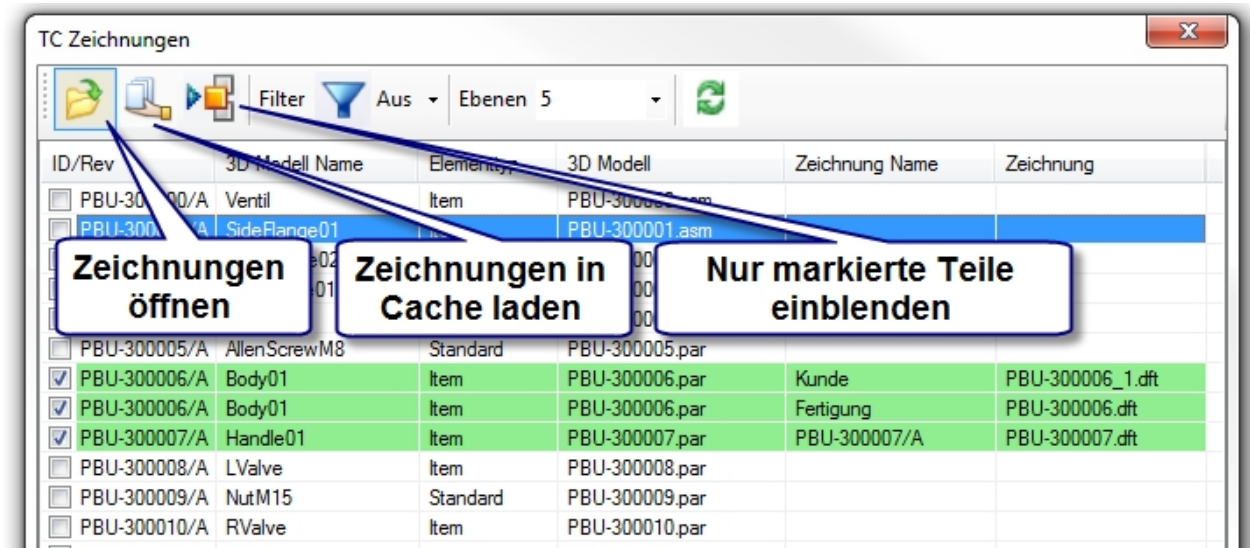 TC Zeichnungen
Filter Aus Ebenen 5
ID/Rev 3D Modell Name Elementtyp 3D Modell Zeichnung Name Zeichnung
Ventil Item
SideFlange01 PBU-300001.asm
Zeichnungen öffnen
Zeichnungen in Cache laden
Nur markierte Teile einblenden
PBU-300005/A AllenScrewM8 Standard PBU-300005.par
PBU-300006/A Body01 Item PBU-300006.par Kunde PBU-300006_1.dft
PBU-300006/A Body01 Item PBU-300006.par Fertigung PBU-300006.dft
PBU-300007/A Handle01 Item PBU-300007.par PBU-300007/A PBU-300007.dft
PBU-300008/A LValve Item PBU-300008.par
PBU-300009/A NutM15 Standard PBU-300009.par
PBU-300010/A RValve Item PBU-300010.par